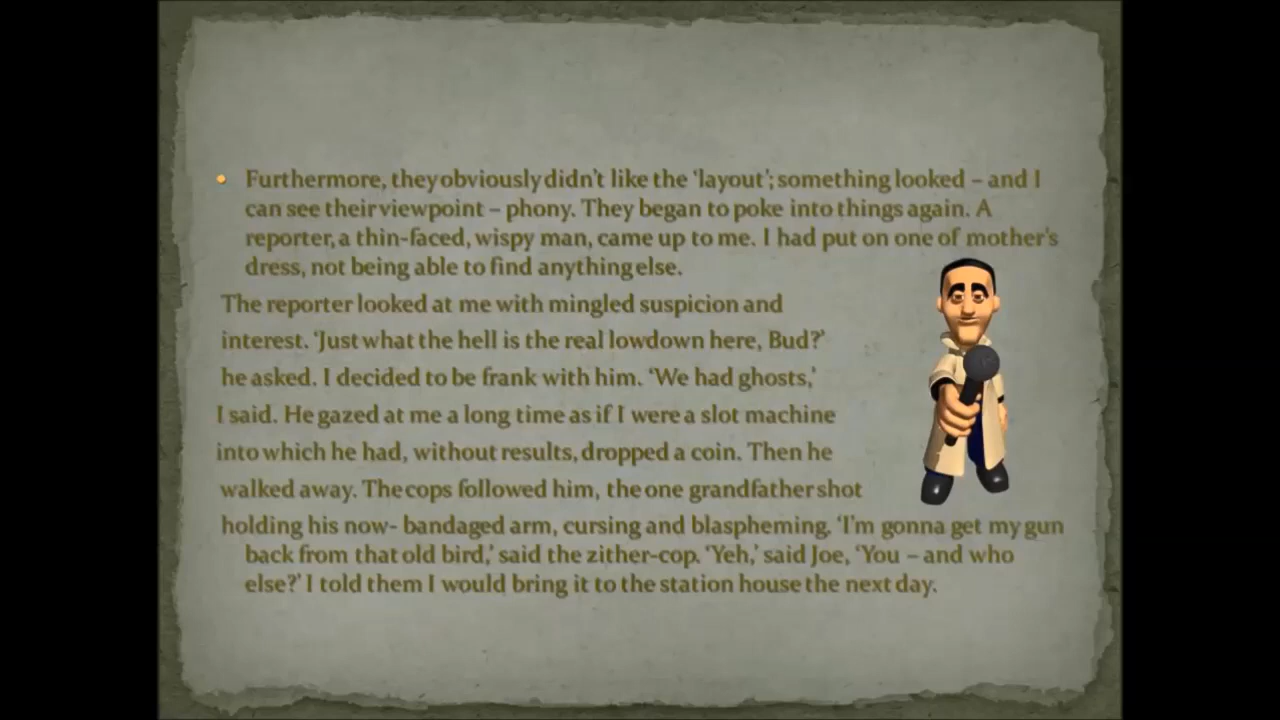 Furthermore, they obviously didn't like the 'layout'; something looked – and I
can see their viewpoint – phony. They began to poke into things again. A
reporter, a thin-faced, wispy man, came up to me. I had put on one of mother's
dress, not being able to find anything else.
The reporter looked at me with mingled suspicion and
interest. 'Just what the hell is the real lowdown here, Bud?'
he asked. I decided to be frank with him. 'We had ghosts,'
I said. He gazed at me a long time as if I were a slot machine
into which he had, without results, dropped a coin. Then he
walked away. The cops followed him, the one grandfather shot
holding his now- bandaged arm, cursing and blaspheming. 'I'm gonna get my gun
back from that old bird,' said the zither-cop. 'Yeh,' said Joe, 'You – and who
else?' I told them I would bring it to the station house the next day.